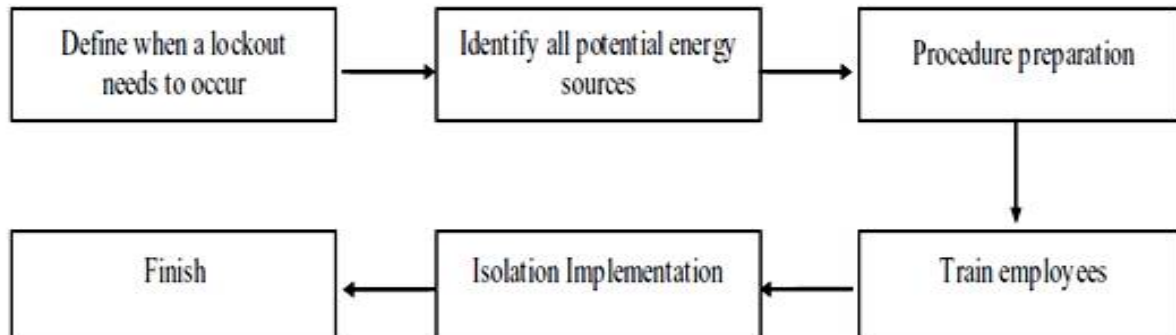 Define when a lockout
needs to occur
Identify all potential energy
sources
Procedure preparation
Train employees
Isolation Implementation
Finish